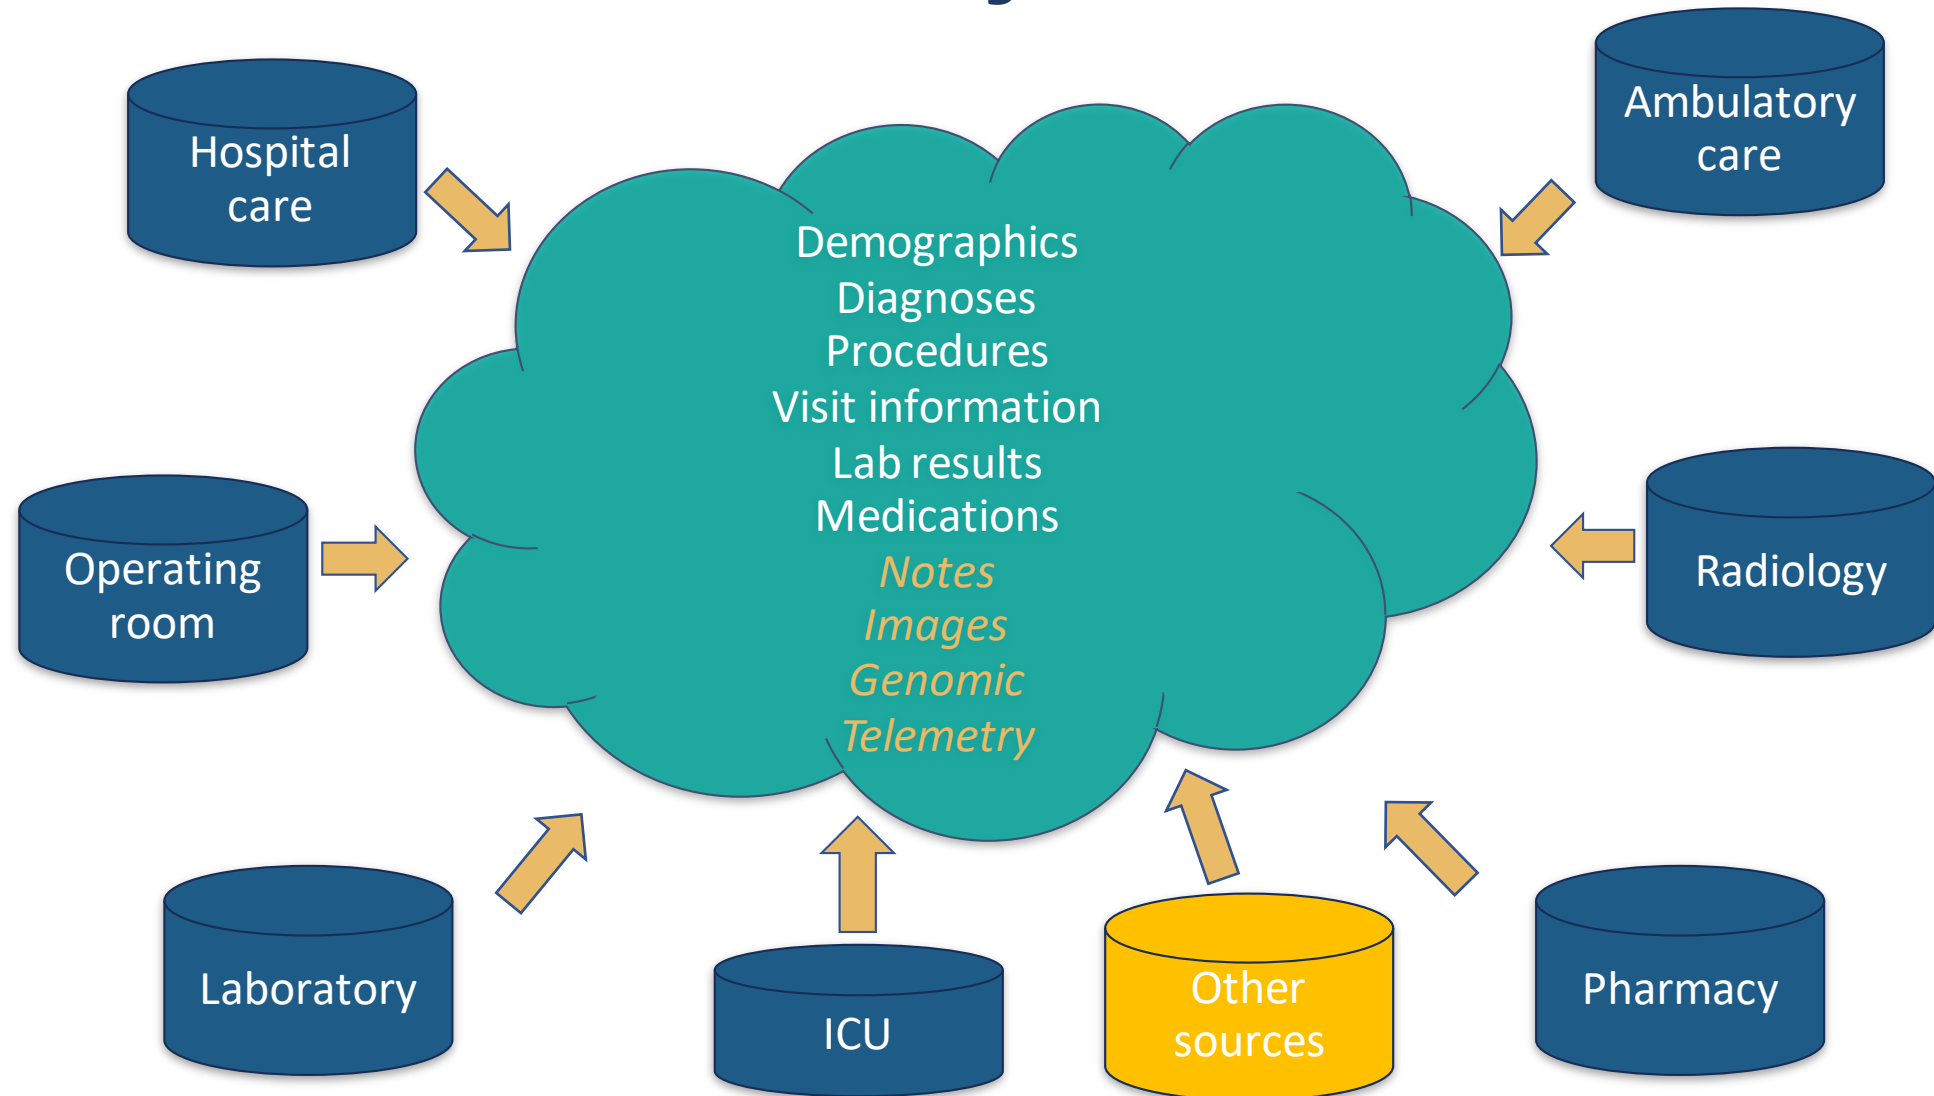 Hospital
care
Ambulatory
care
Demographics
Diagnoses
Procedures
Visit information
Lab results
Medications
Notes
Images
Genomic
Telemetry
Operating
room
Radiology
Laboratory
ICU
Other
sources
Pharmacy